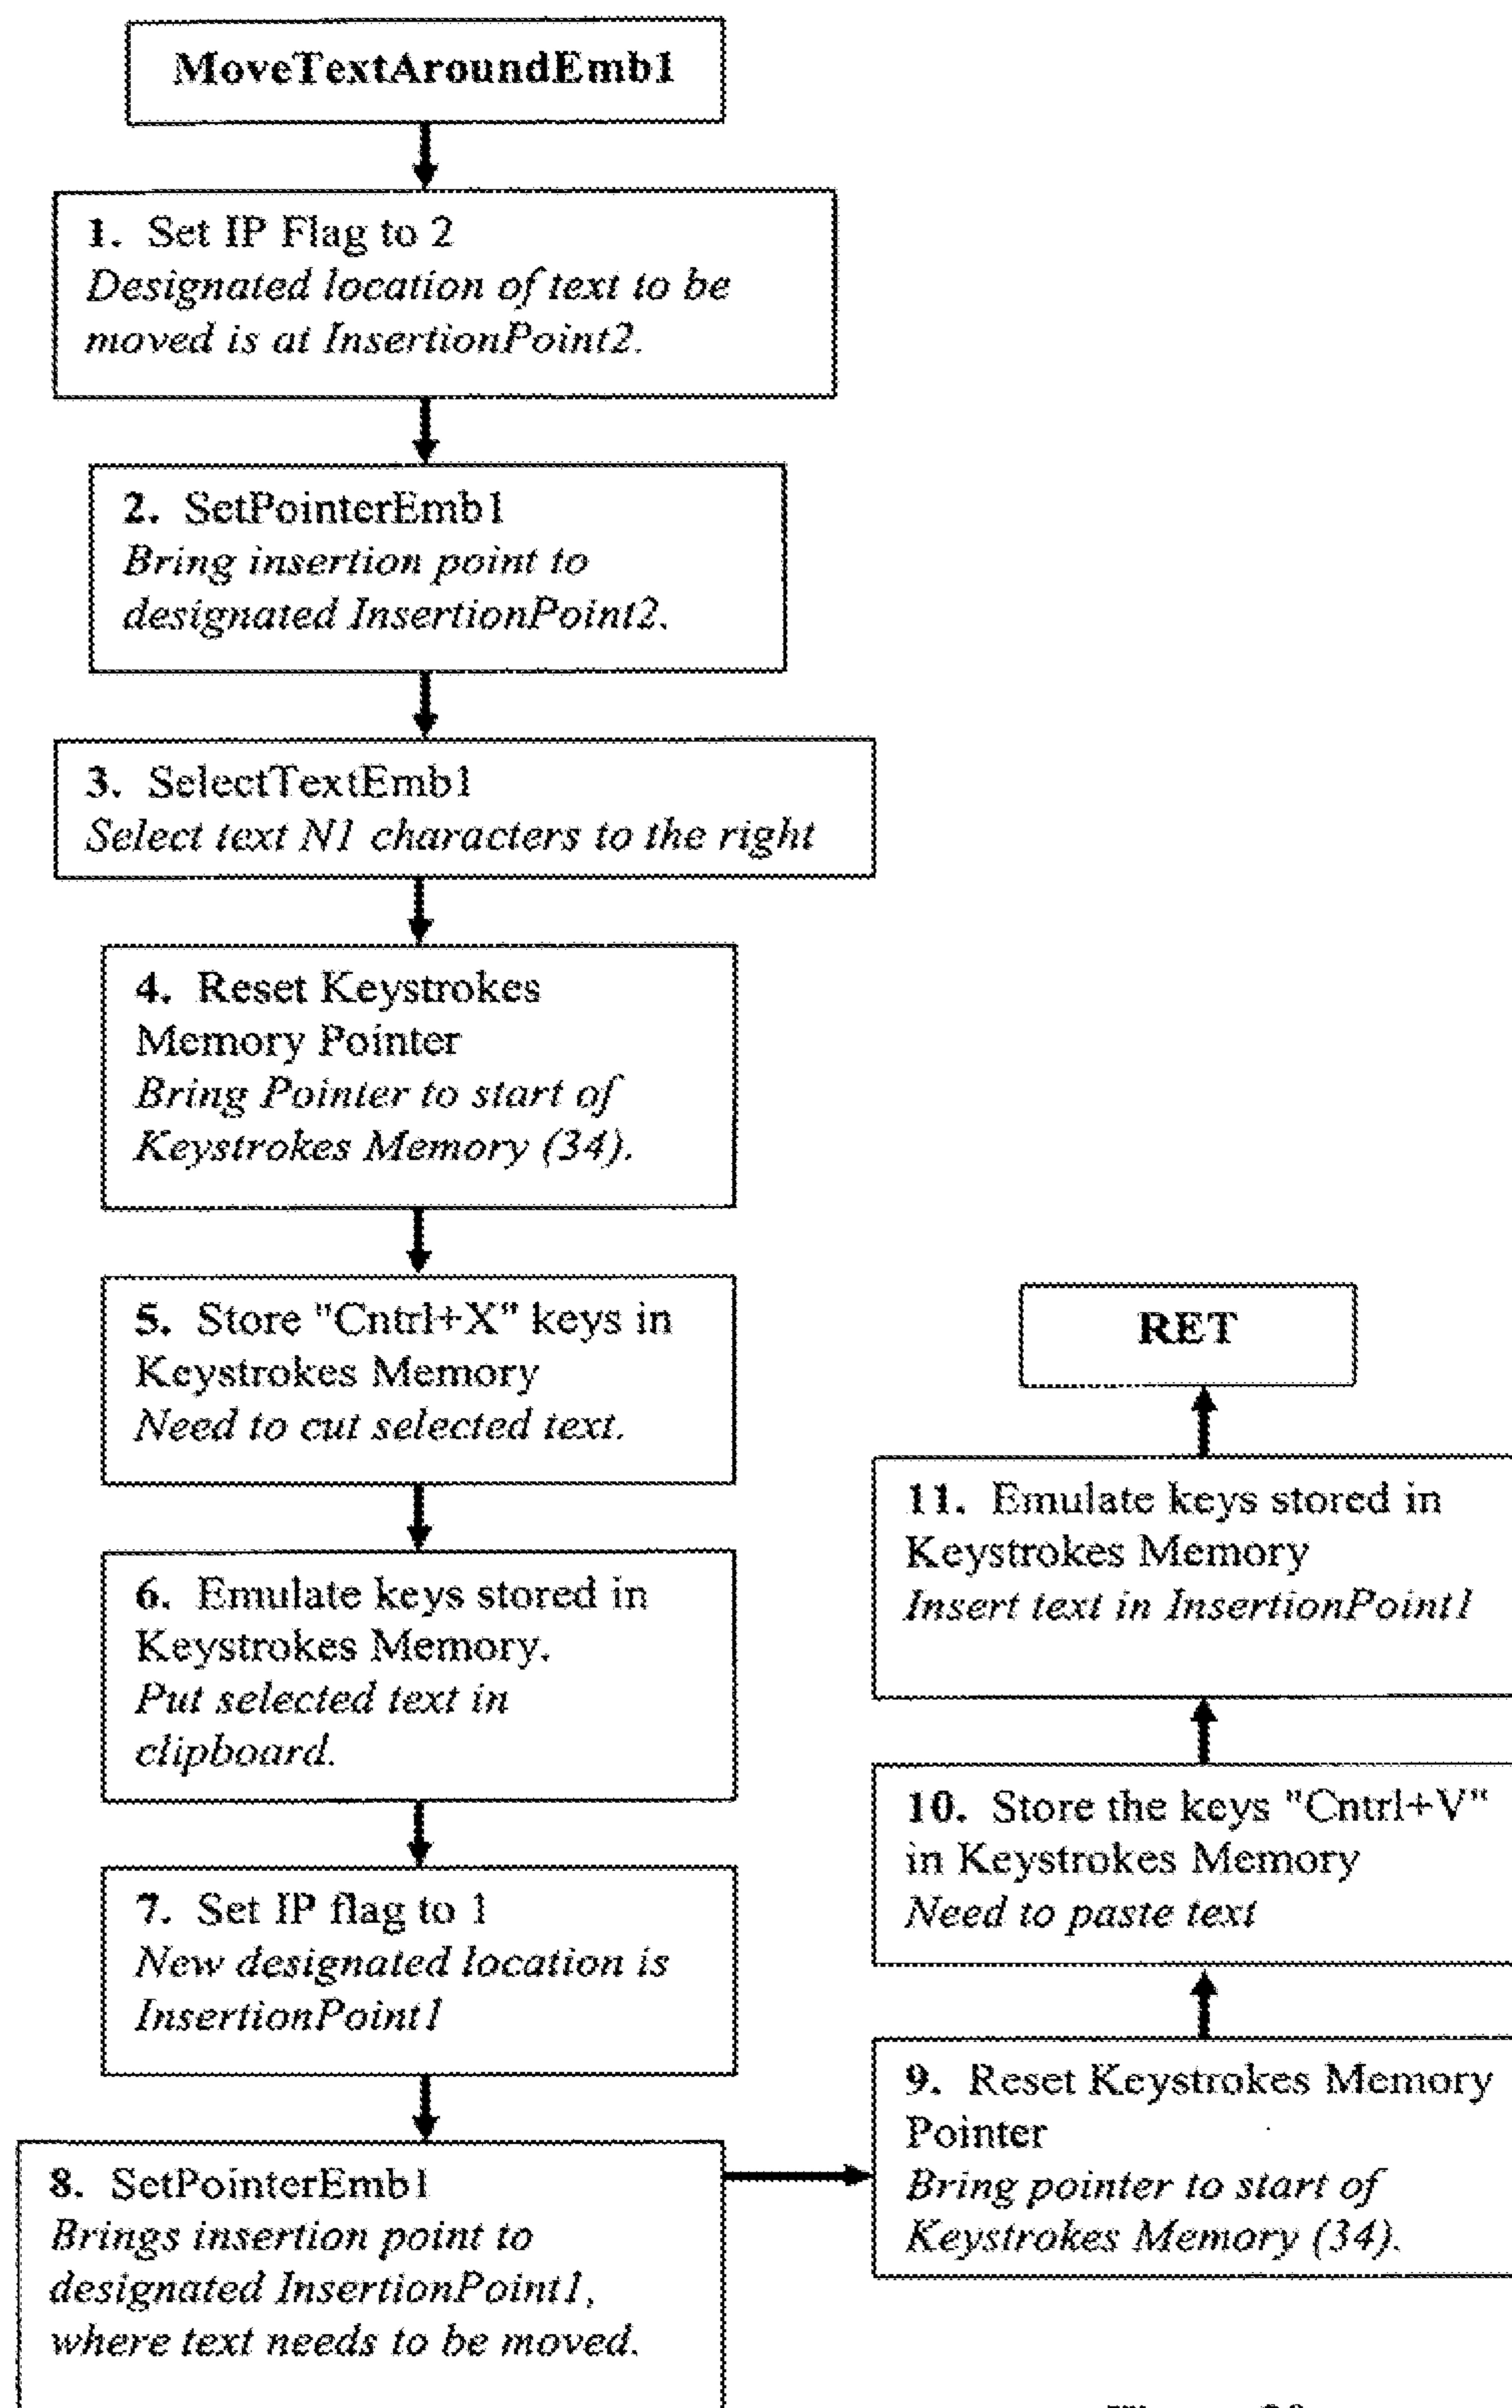 MoveTextAroundEmb1
1. Set IP Flag to 2
Designated location of text to be
moved is at InsertionPoint2.
2. SetPointerEmb1
Bring insertion point to
designated InsertionPoint2.
3. SelectTextEmb1
Select text N1 characters to the right
4. Reset Keystrokes
Memory Pointer
Bring Pointer to start of
Keystrokes Memory (34).
5. Store "Cntrl+X" keys in
Keystrokes Memory
Need to cut selected text.
6. Emulate keys stored in
Keystrokes Memory.
Put selected text in
clipboard.
7. Set IP flag to 1
New designated location is
InsertionPoint1
8. SetPointerEmb1
Brings insertion point to
designated InsertionPoint1,
where text needs to be moved.
9. Reset Keystrokes Memory
Pointer
Bring pointer to start of
Keystrokes Memory (34).
10. Store the keys "Cntrl+V"
in Keystrokes Memory
Need to paste text
11. Emulate keys stored in
Keystrokes Memory
Insert text in InsertionPoint1
RET